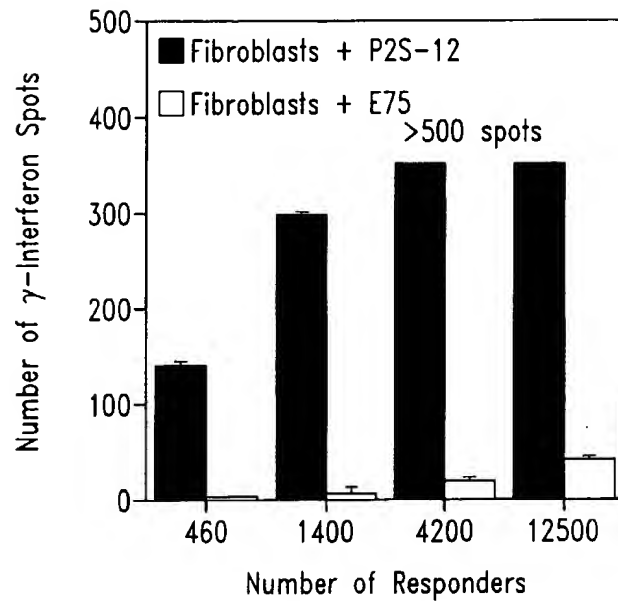 500
400
300
200
100
0
Number of γ-Interferon Spots
Fibroblasts + P2S-12
Fibroblasts + E75
>500 spots
460 1400 4200 12500
Number of Responders